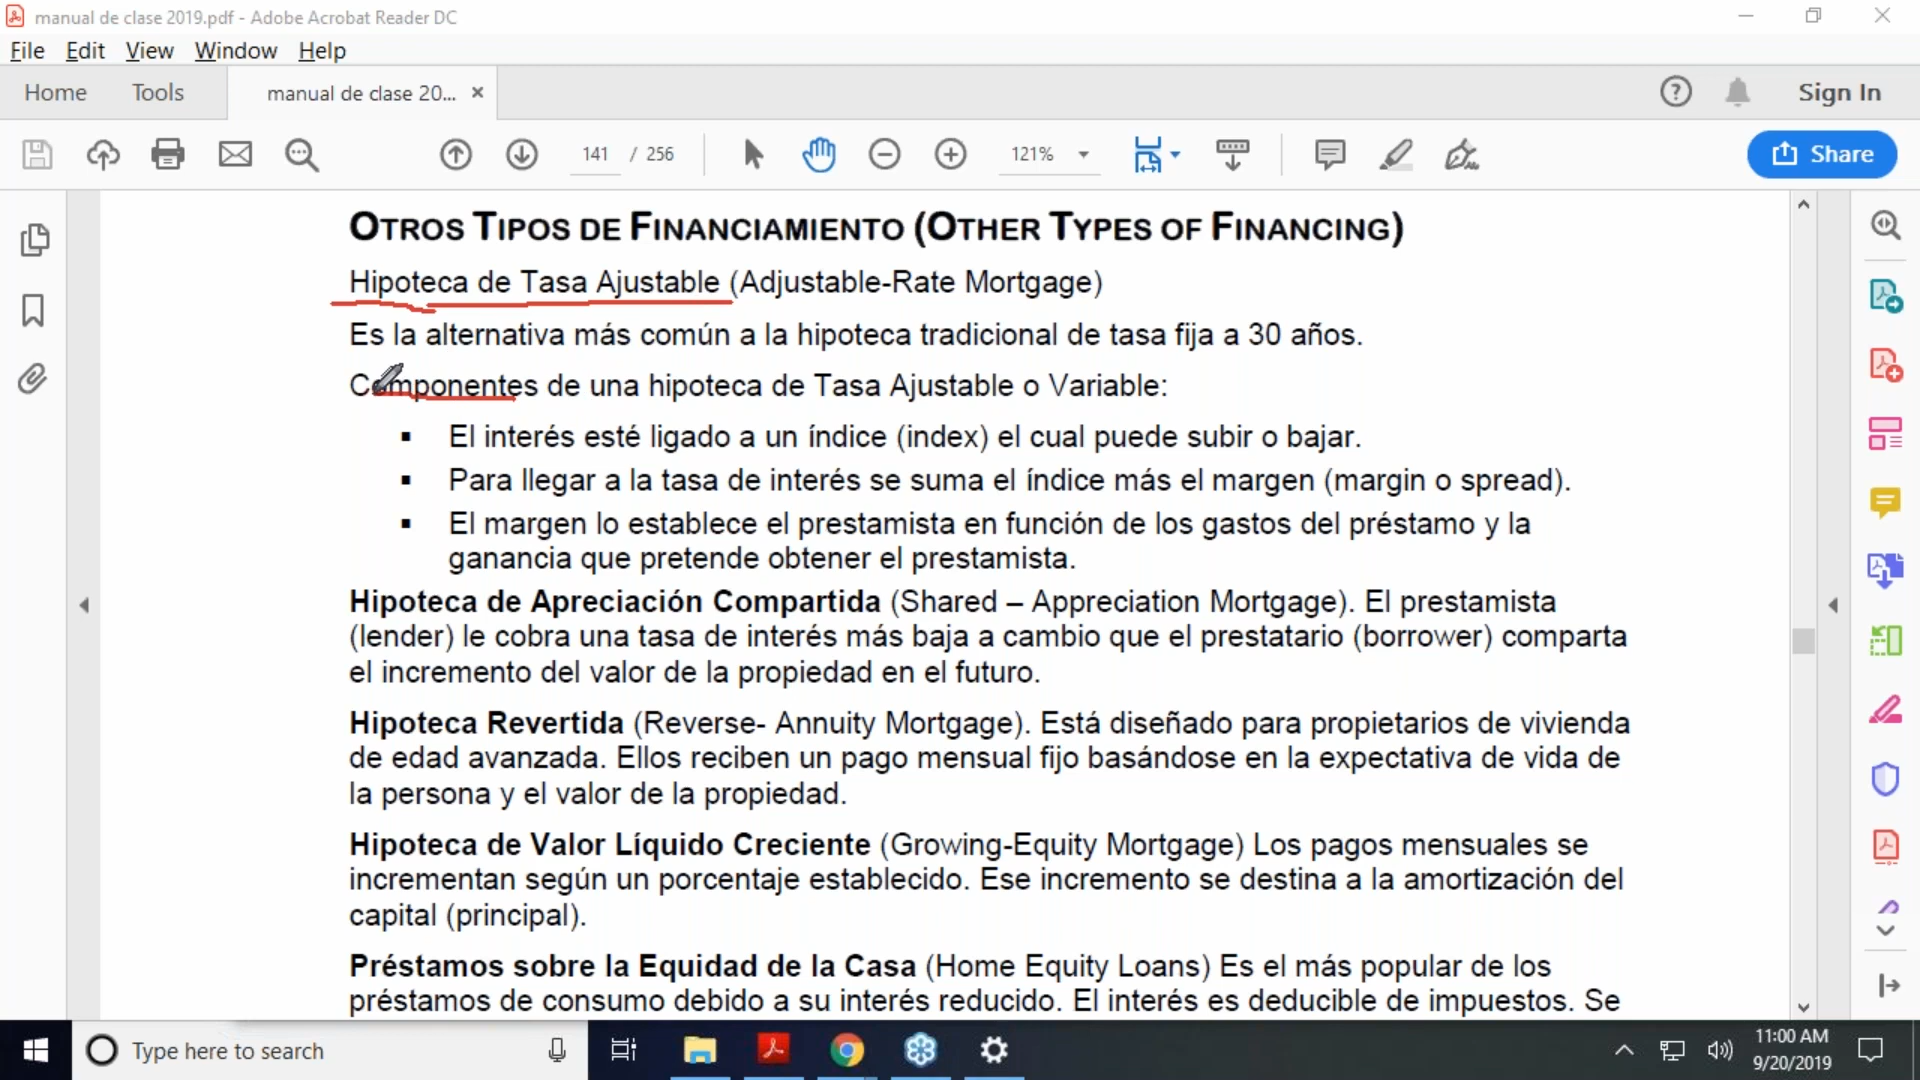 manual de clase 2019.pdf - Adobe Acrobat Reader DC
File Edit View Window Help
Home Tools manual de clase 20... × Sign In
141 / 256 121% Share
OTROS TIPOS DE FINANCIAMIENTO (OTHER TYPES OF FINANCING)
Hipoteca de Tasa Ajustable (Adjustable-Rate Mortgage)
Es la alternativa más común a la hipoteca tradicional de tasa fija a 30 años.
Componentes de una hipoteca de Tasa Ajustable o Variable:
▪ El interés esté ligado a un índice (index) el cual puede subir o bajar.
▪ Para llegar a la tasa de interés se suma el índice más el margen (margin o spread).
▪ El margen lo establece el prestamista en función de los gastos del préstamo y la
ganancia que pretende obtener el prestamista.
Hipoteca de Apreciación Compartida (Shared – Appreciation Mortgage). El prestamista
(lender) le cobra una tasa de interés más baja a cambio que el prestatario (borrower) comparta
el incremento del valor de la propiedad en el futuro.
Hipoteca Revertida (Reverse- Annuity Mortgage). Está diseñado para propietarios de vivienda
de edad avanzada. Ellos reciben un pago mensual fijo basándose en la expectativa de vida de
la persona y el valor de la propiedad.
Hipoteca de Valor Líquido Creciente (Growing-Equity Mortgage) Los pagos mensuales se
incrementan según un porcentaje establecido. Ese incremento se destina a la amortización del
capital (principal).
Préstamos sobre la Equidad de la Casa (Home Equity Loans) Es el más popular de los
préstamos de consumo debido a su interés reducido. El interés es deducible de impuestos. Se
Type here to search
11:00 AM
9/20/2019